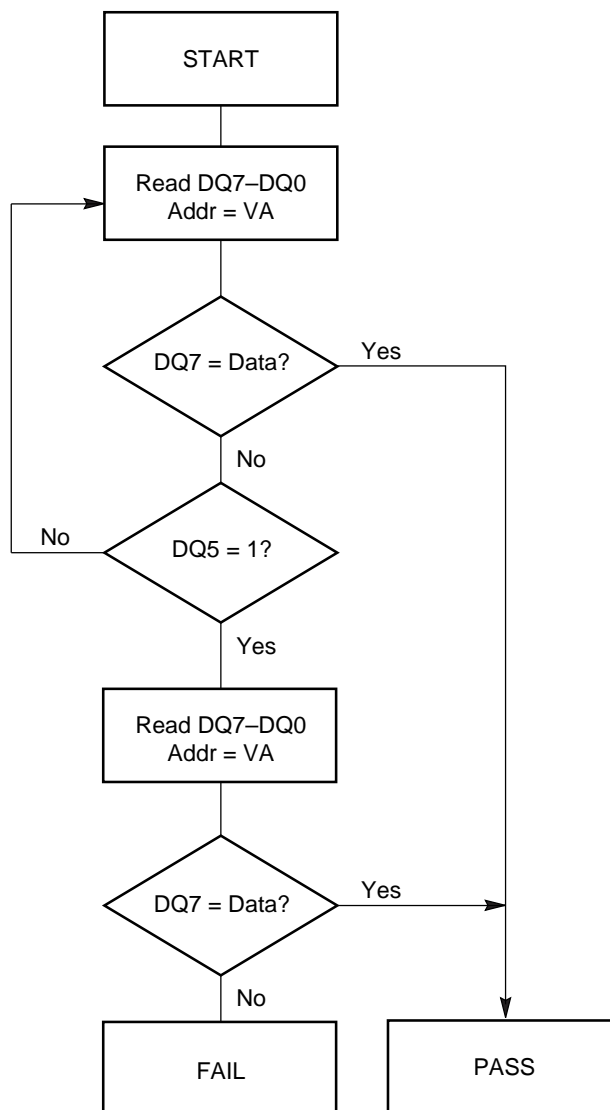 START
Read DQ7–DQ0
Addr = VA
DQ7 = Data?
Yes
No
DQ5 = 1?
No
Yes
Read DQ7–DQ0
Addr = VA
DQ7 = Data?
Yes
No
FAIL
PASS